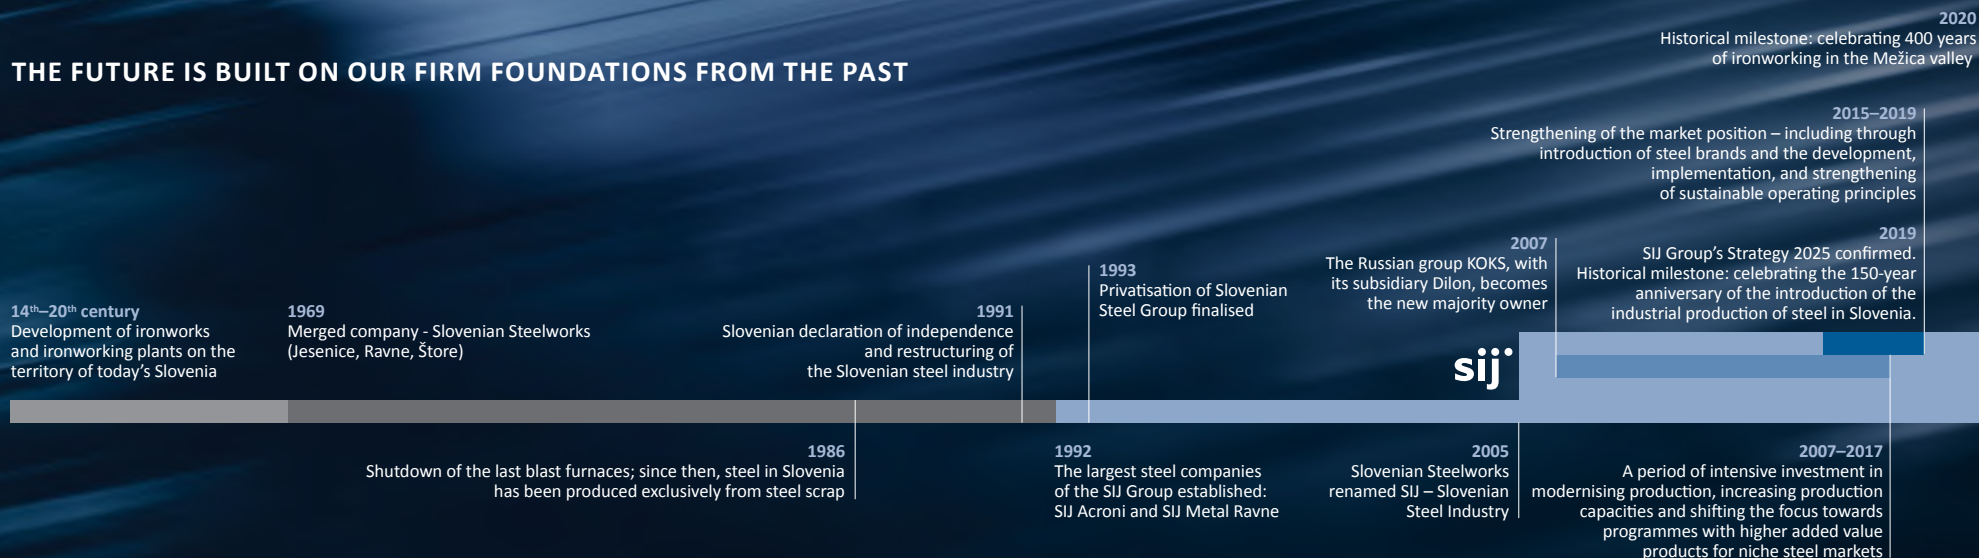 THE FUTURE IS BUILT ON OUR FIRM FOUNDATIONS FROM THE PAST
14th–20th century
Development of ironworks
and ironworking plants on the
territory of today's Slovenia
1969
Merged company - Slovenian Steelworks
(Jesenice, Ravne, Štore)
1986
Shutdown of the last blast furnaces; since then, steel in Slovenia
has been produced exclusively from steel scrap
1991
Slovenian declaration of independence
and restructuring of
the Slovenian steel industry
1992
The largest steel companies
of the SIJ Group established:
SIJ Acroni and SIJ Metal Ravne
1993
Privatisation of Slovenian
Steel Group finalised
2005
Slovenian Steelworks
renamed SIJ – Slovenian
Steel Industry
sij
2007
The Russian group KOKS, with
its subsidiary Dilon, becomes
the new majority owner
2007–2017
A period of intensive investment in
modernising production, increasing production
capacities and shifting the focus towards
programmes with higher added value
products for niche steel markets
2015–2019
Strengthening of the market position – including through
introduction of steel brands and the development,
implementation, and strengthening
of sustainable operating principles
2019
SIJ Group's Strategy 2025 confirmed.
Historical milestone: celebrating the 150-year
anniversary of the introduction of the
industrial production of steel in Slovenia.
2020
Historical milestone: celebrating 400 years
of ironworking in the Mežica valley